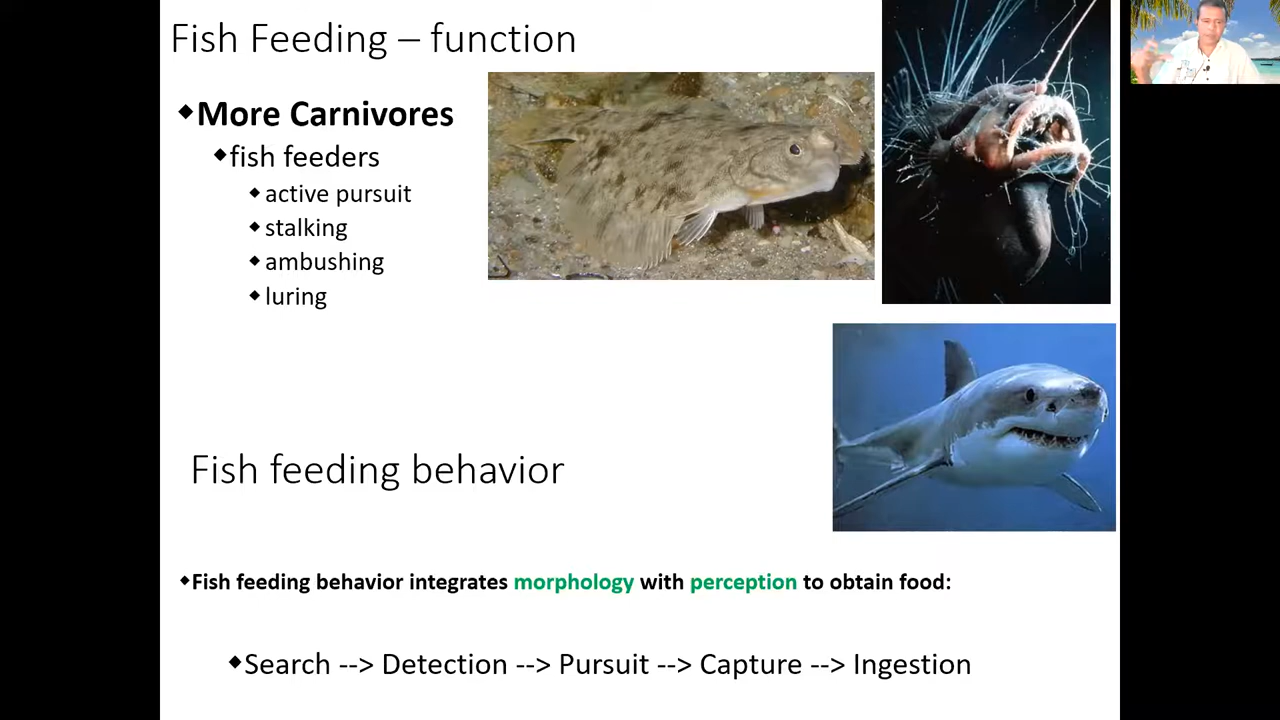 Fish Feeding – function
◆More Carnivores
◆fish feeders
◆active pursuit
◆stalking
◆ambushing
◆luring
Fish feeding behavior
◆Fish feeding behavior integrates morphology with perception to obtain food:
◆Search --> Detection --> Pursuit --> Capture --> Ingestion